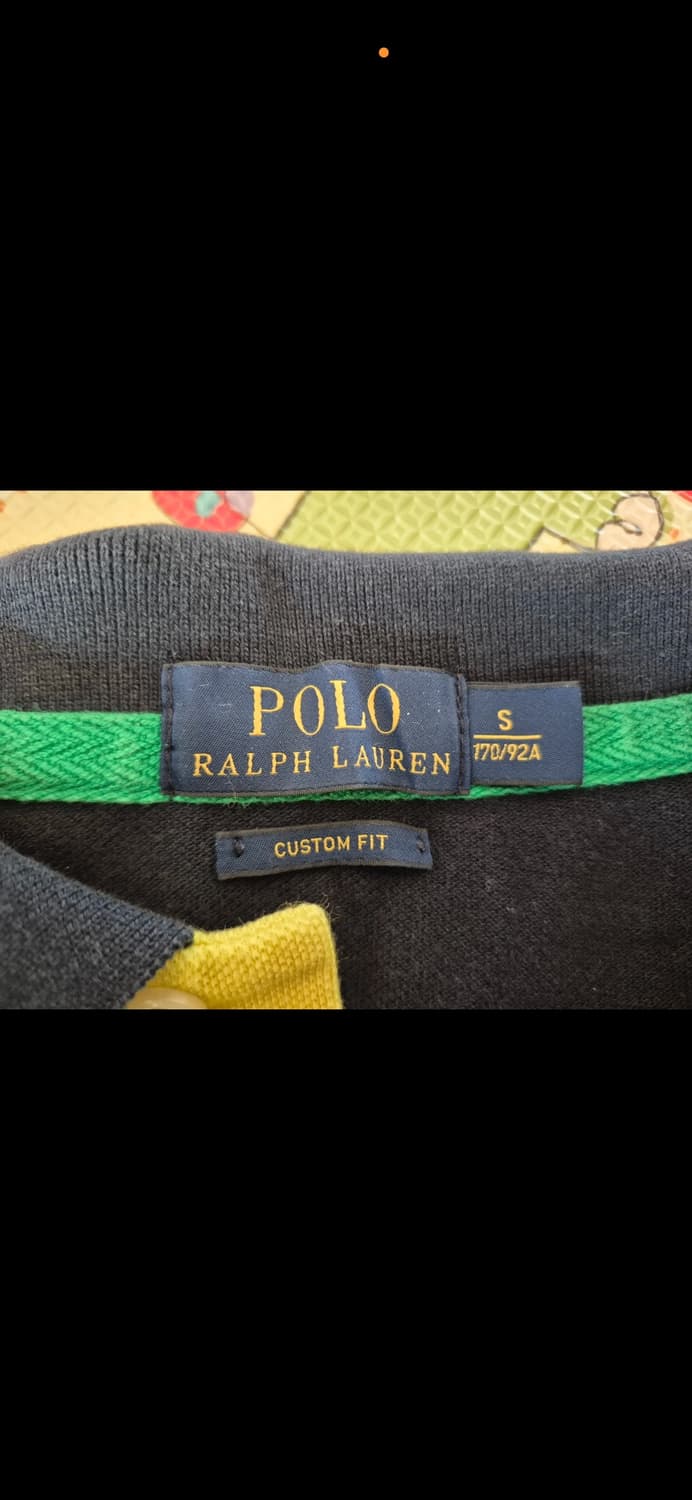 POLO
RALPH LAUREN
S
170/92A
CUSTOM FIT